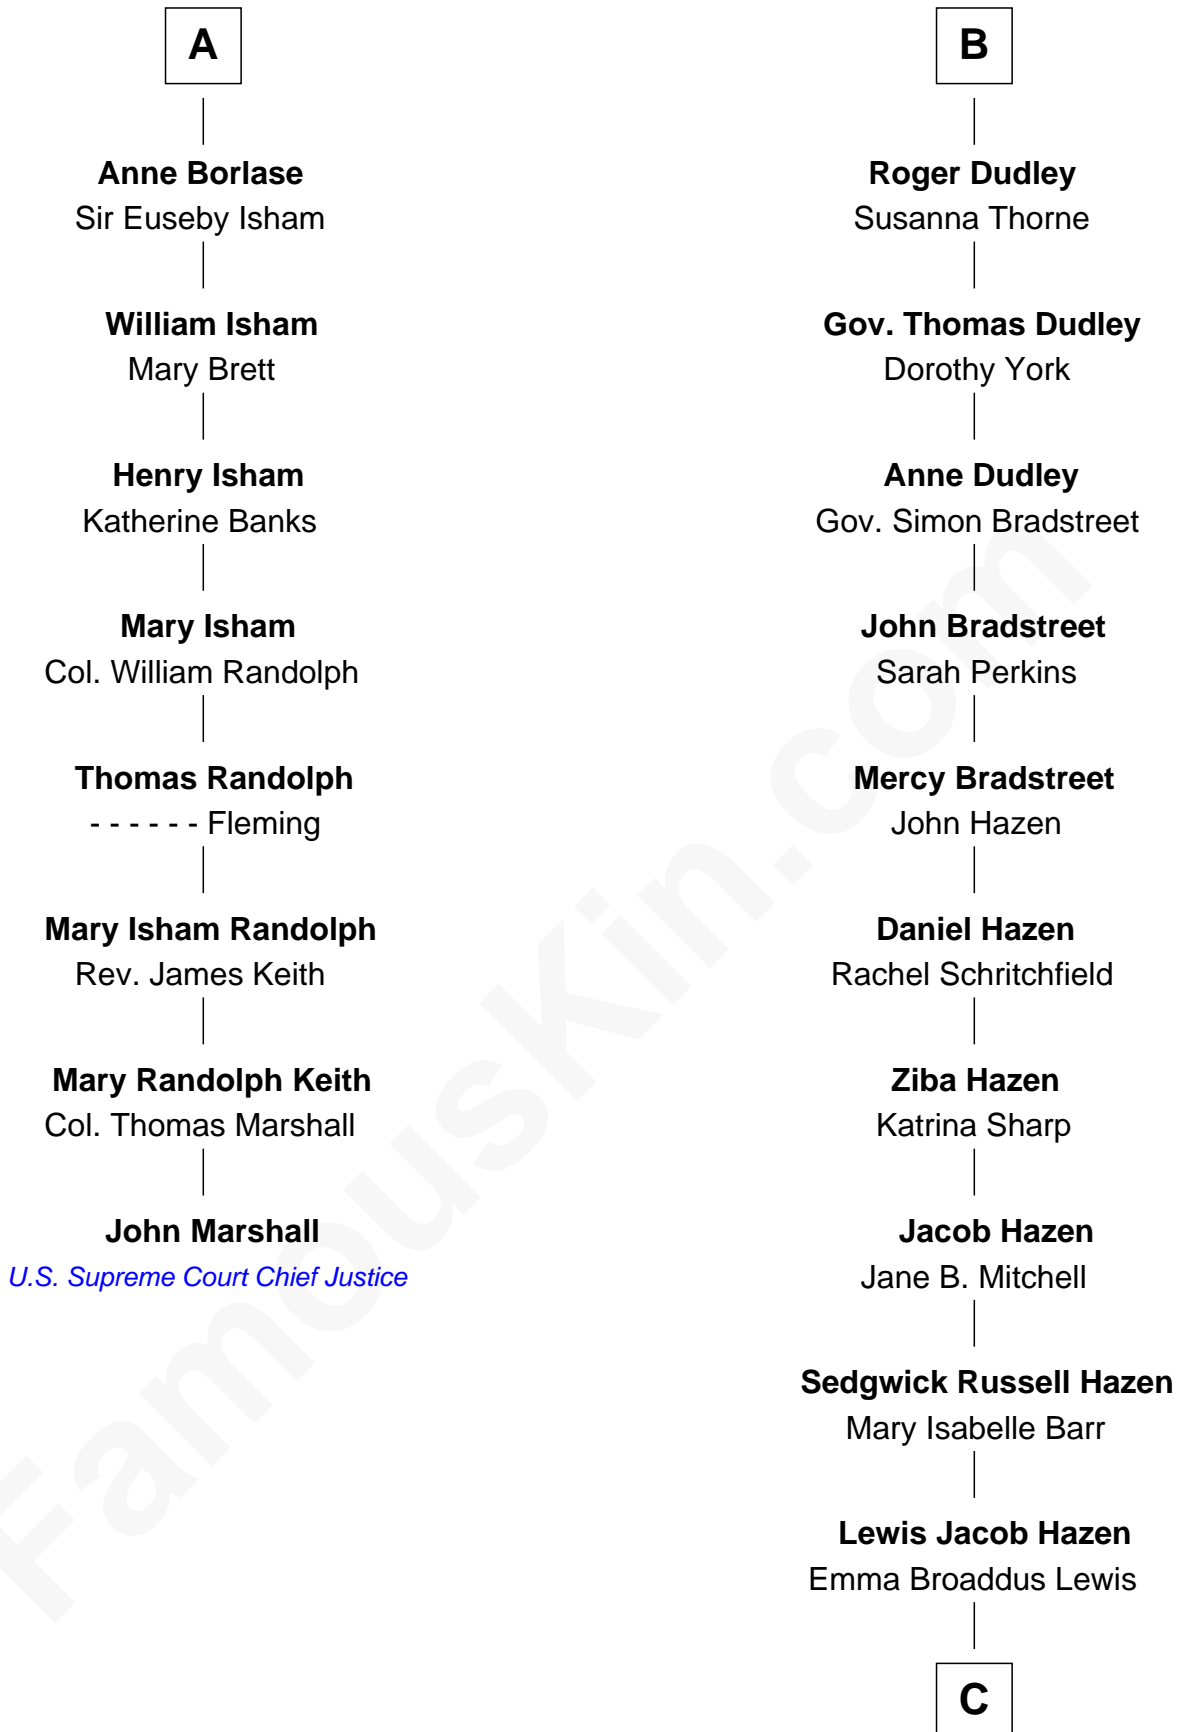 A
Anne Borlase
Sir Euseby Isham
William Isham
Mary Brett
Henry Isham
Katherine Banks
Mary Isham
Col. William Randolph
Thomas Randolph
- - - - - - Fleming
Mary Isham Randolph
Rev. James Keith
Mary Randolph Keith
Col. Thomas Marshall
John Marshall
U.S. Supreme Court Chief Justice
B
Roger Dudley
Susanna Thorne
Gov. Thomas Dudley
Dorothy York
Anne Dudley
Gov. Simon Bradstreet
John Bradstreet
Sarah Perkins
Mercy Bradstreet
John Hazen
Daniel Hazen
Rachel Schritchfield
Ziba Hazen
Katrina Sharp
Jacob Hazen
Jane B. Mitchell
Sedgwick Russell Hazen
Mary Isabelle Barr
Lewis Jacob Hazen
Emma Broaddus Lewis
C
FamousKin.com